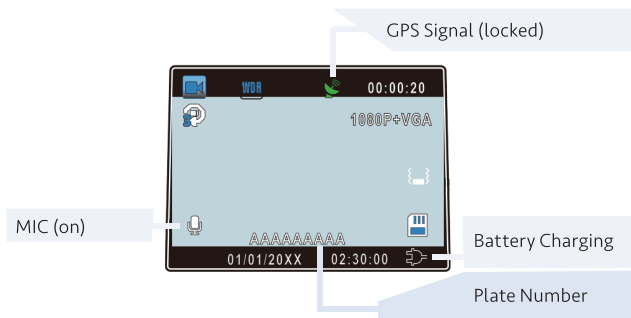 GPS Signal (locked)
WDR
00:00:20
3
1080P+VGA
MIC (on)
AAAAAAAAA
Battery Charging
01/01/20XX 02:30:00
Plate Number